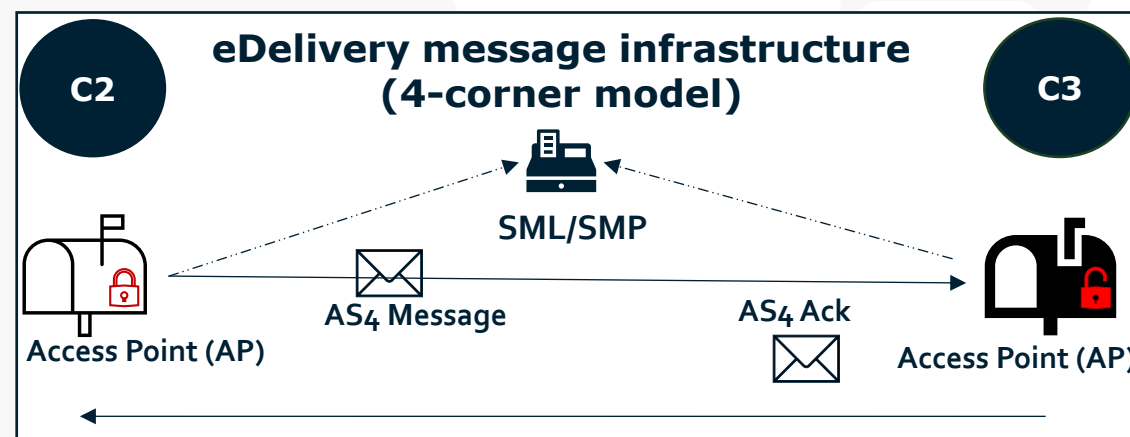 C2
eDelivery message infrastructure
(4-corner model)
C3
SML/SMP
AS4 Message
AS4 Ack
Access Point (AP)
Access Point (AP)